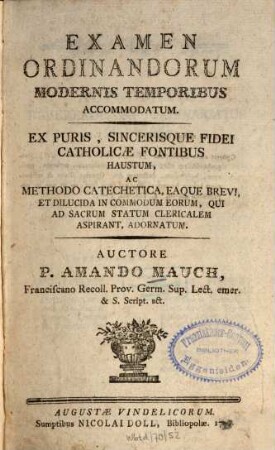 EXAMEN
ORDINANDORUM
MODERNIS TEMPORIBUS
ACCOMMODATUM.
EX PURIS, SINCERISQUE FIDEI
CATHOLICÆ FONTIBUS
HAUSTUM,
AC
METHODO CATECHETICA, EAQUE BREVI,
ET DILUCIDA IN COMMODUM EORUM, QUI
AD SACRUM STATUM CLERICALEM
ASPIRANT, ADORNATUM.
AUCTORE
P. AMANDO MAUCH,
Franciscano Recoll. Prov. Germ. Sup. Lect. emer.
& S. Script. act.
BIBLIOTHEK
Eggenfelden.
AUGUSTÆ VINDELICORUM.
Sumptibus NICOLAI DOLL, Bibliopolæ.